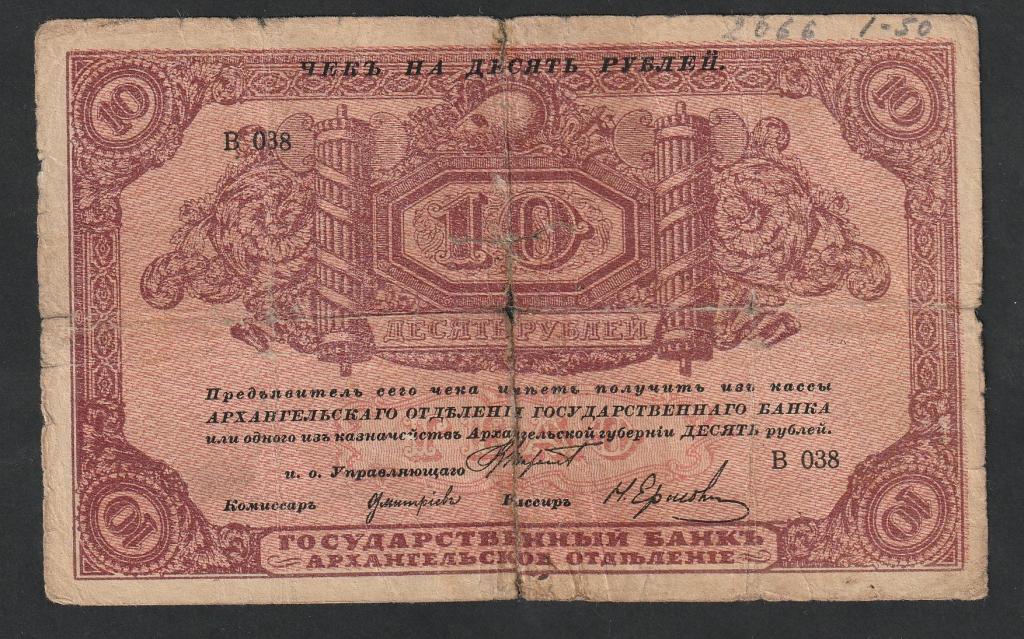 2066 1-50
ЧЕКЪ НА ДЕСЯТЬ РУБЛЕЙ.
10 10
В 038
10
ДЕСЯТЬ РУБЛЕЙ
Предъявитель сего чека имѣетъ получить изъ кассы
АРХАНГЕЛЬСКАГО ОТДѢЛЕНІЯ ГОСУДАРСТВЕННАГО БАНКА
или одного изъ казначействъ Архангельской губерніи ДЕСЯТЬ рублей.
В 038
и. о. Управляющаго
Комиссаръ Кассиръ
10 10
ГОСУДАРСТВЕННЫЙ БАНКЪ
АРХАНГЕЛЬСКОЕ ОТДѢЛЕНІЕ